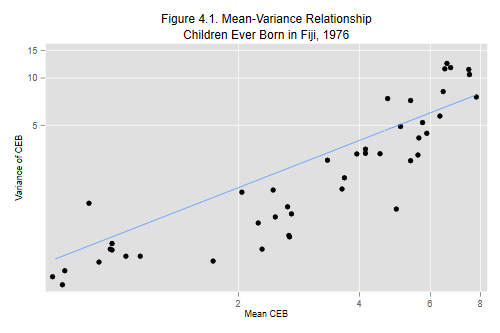 Figure 4.1. Mean-Variance Relationship
Children Ever Born in Fiji, 1976
15
10
5
Variance of CEB
2
4
6
8
Mean CEB